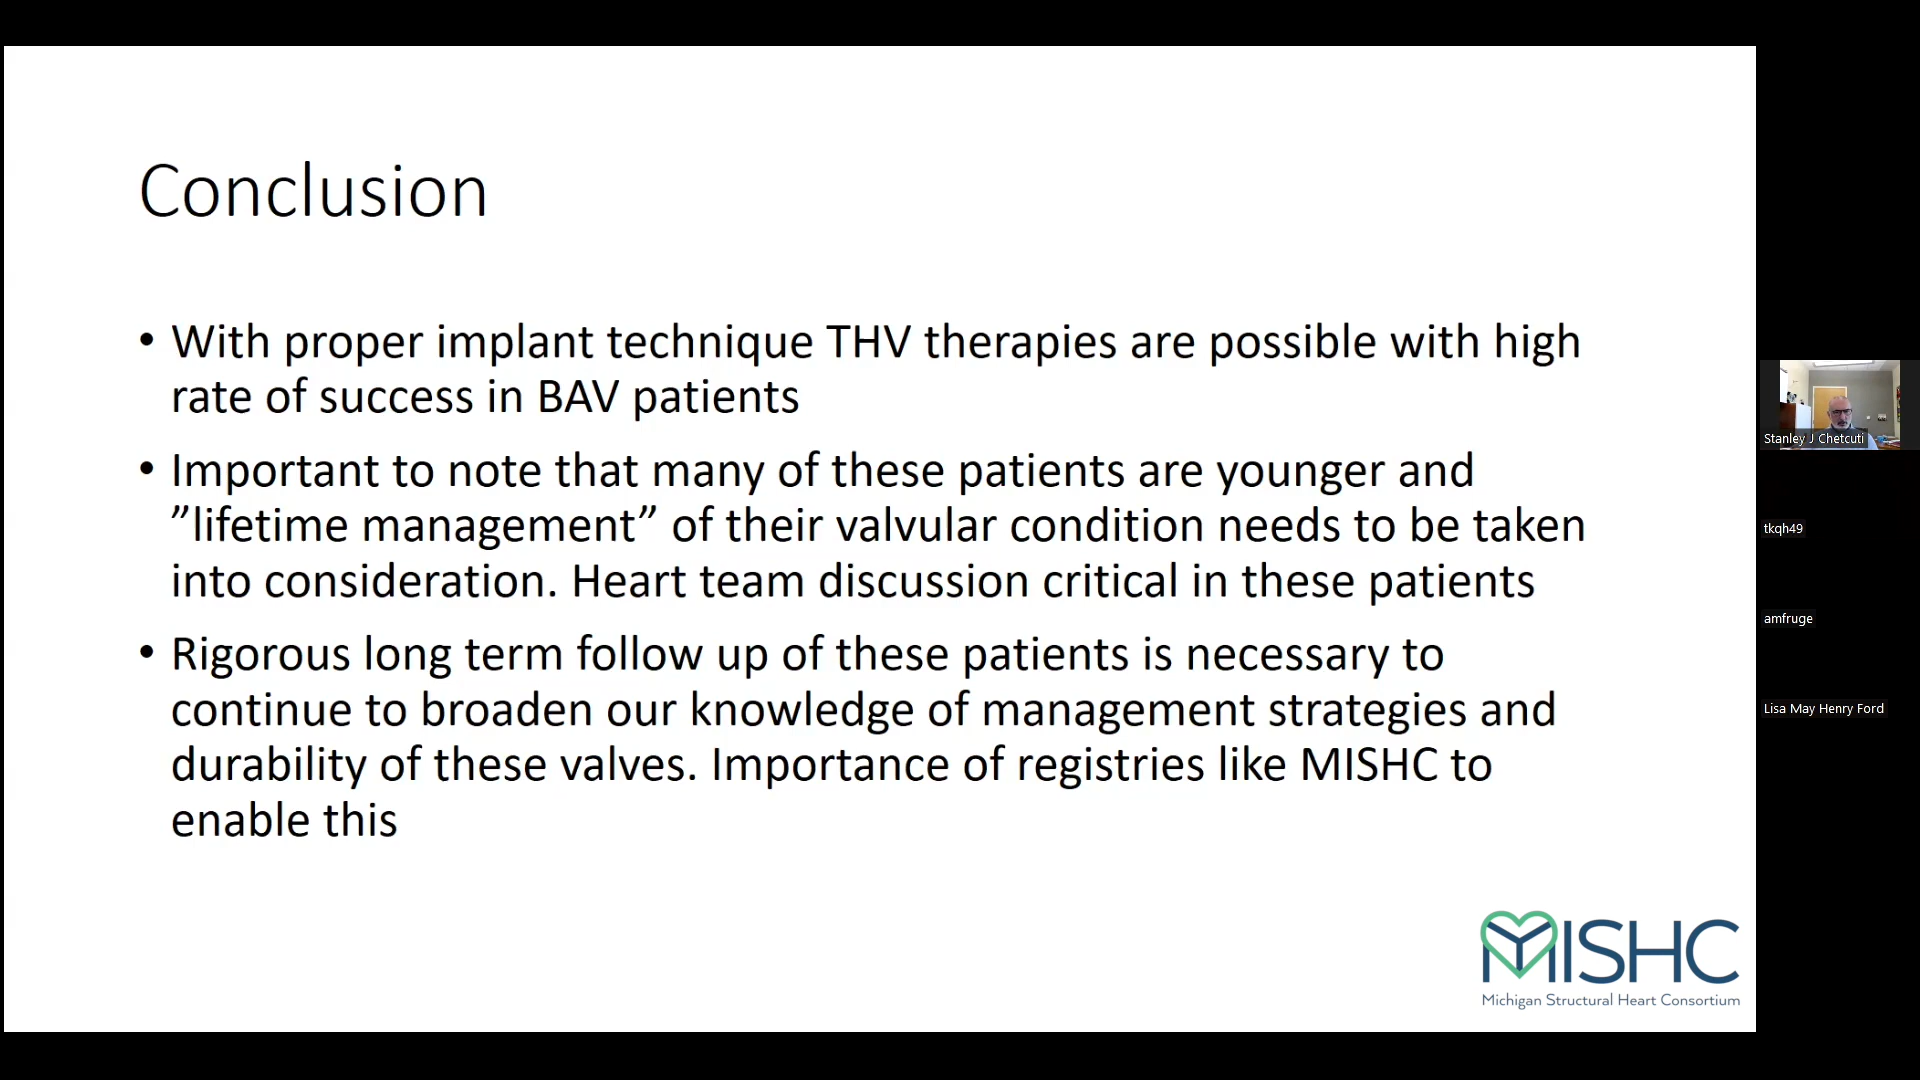 Conclusion
• With proper implant technique THV therapies are possible with high
rate of success in BAV patients
• Important to note that many of these patients are younger and
”lifetime management” of their valvular condition needs to be taken
into consideration. Heart team discussion critical in these patients
• Rigorous long term follow up of these patients is necessary to
continue to broaden our knowledge of management strategies and
durability of these valves. Importance of registries like MISHC to
enable this
MISHC
Michigan Structural Heart Consortium
Stanley J Chetcuti
tkqh49
amfruge
Lisa May Henry Ford